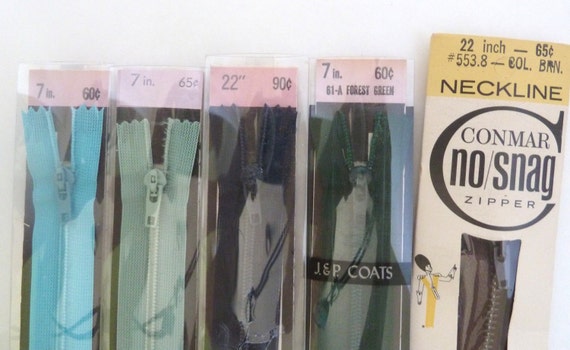 7 in. 60¢
7 in. 65¢
22" 90¢
7 in. 60¢
61-A FOREST GREEN
J.&P. COATS
22 inch — 65¢
#553.8 — COL. BRN.
NECKLINE
CONMAR
no/snag
ZIPPER